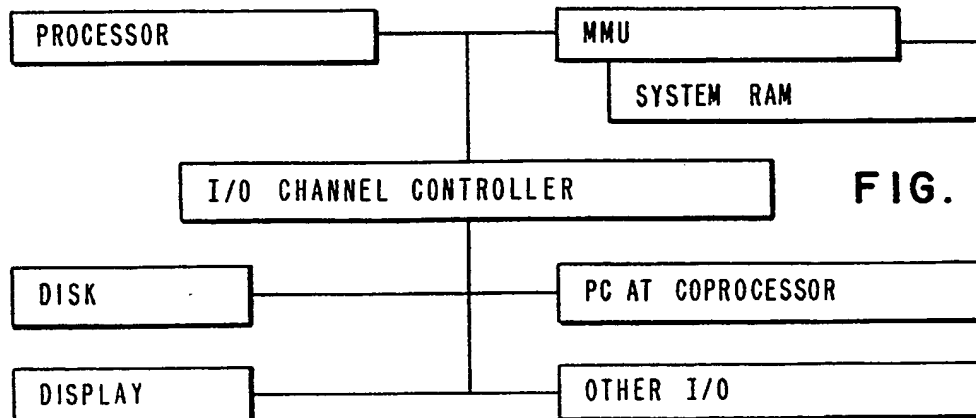 PROCESSOR
MMU
SYSTEM RAM
I/O CHANNEL CONTROLLER
FIG.
DISK
PC AT COPROCESSOR
DISPLAY
OTHER I/O